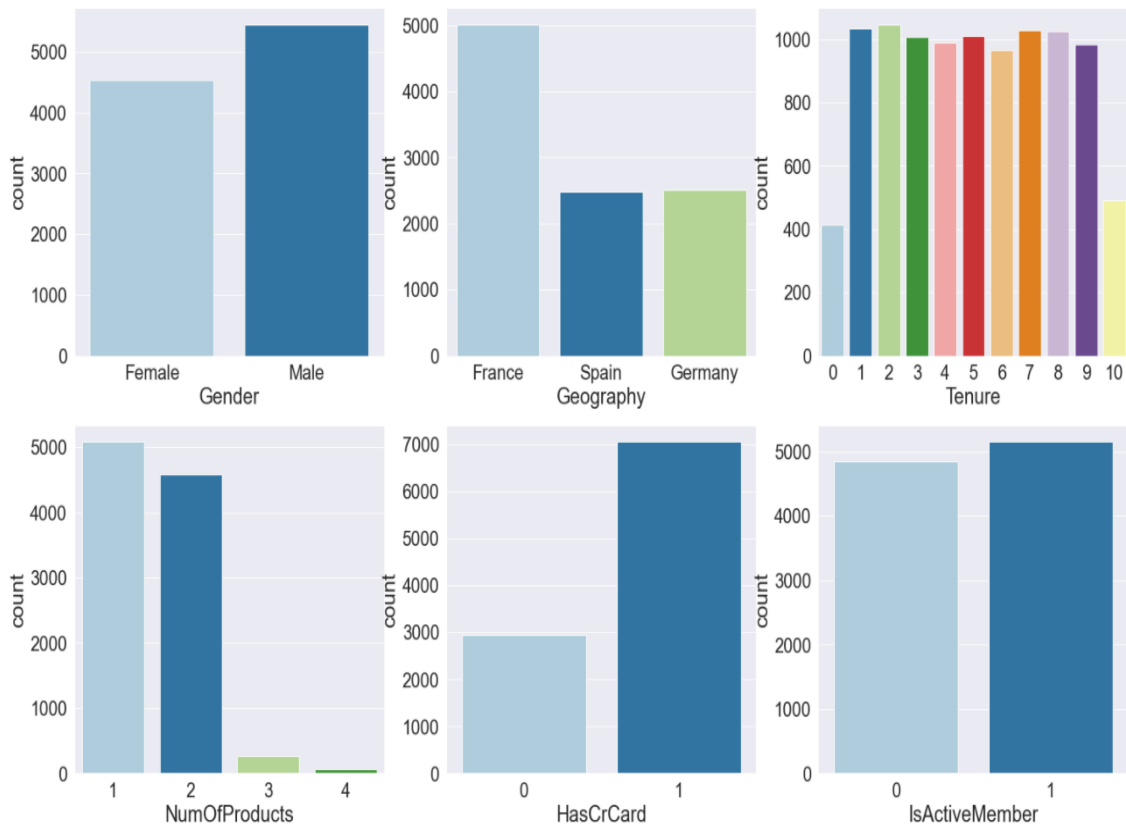 count
5000
4000
3000
2000
1000
0
Female Male
Gender
count
5000
4000
3000
2000
1000
0
France Spain Germany
Geography
count
1000
800
600
400
200
0
0 1 2 3 4 5 6 7 8 9 10
Tenure
count
5000
4000
3000
2000
1000
0
1 2 3 4
NumOfProducts
count
7000
6000
5000
4000
3000
2000
1000
0
0 1
HasCrCard
count
5000
4000
3000
2000
1000
0
0 1
IsActiveMember